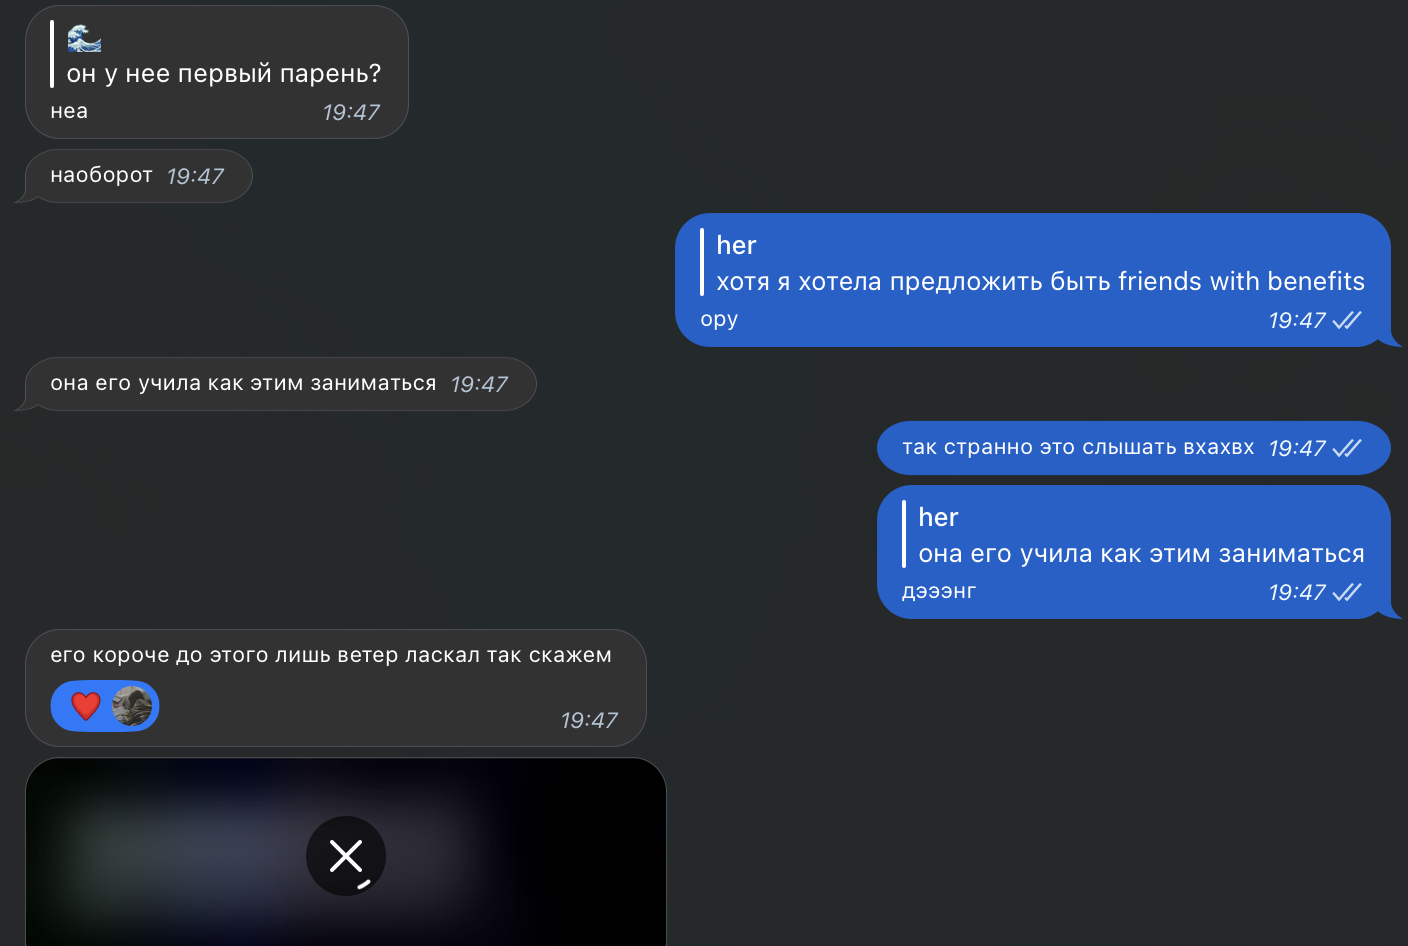 🌊
он у нее первый парень?
неа 19:47
наоборот 19:47
her
хотя я хотела предложить быть friends with benefits
ору 19:47
она его учила как этим заниматься 19:47
так странно это слышать вхахвх 19:47
her
она его учила как этим заниматься
дэээнг 19:47
его короче до этого лишь ветер ласкал так скажем
❤️
19:47